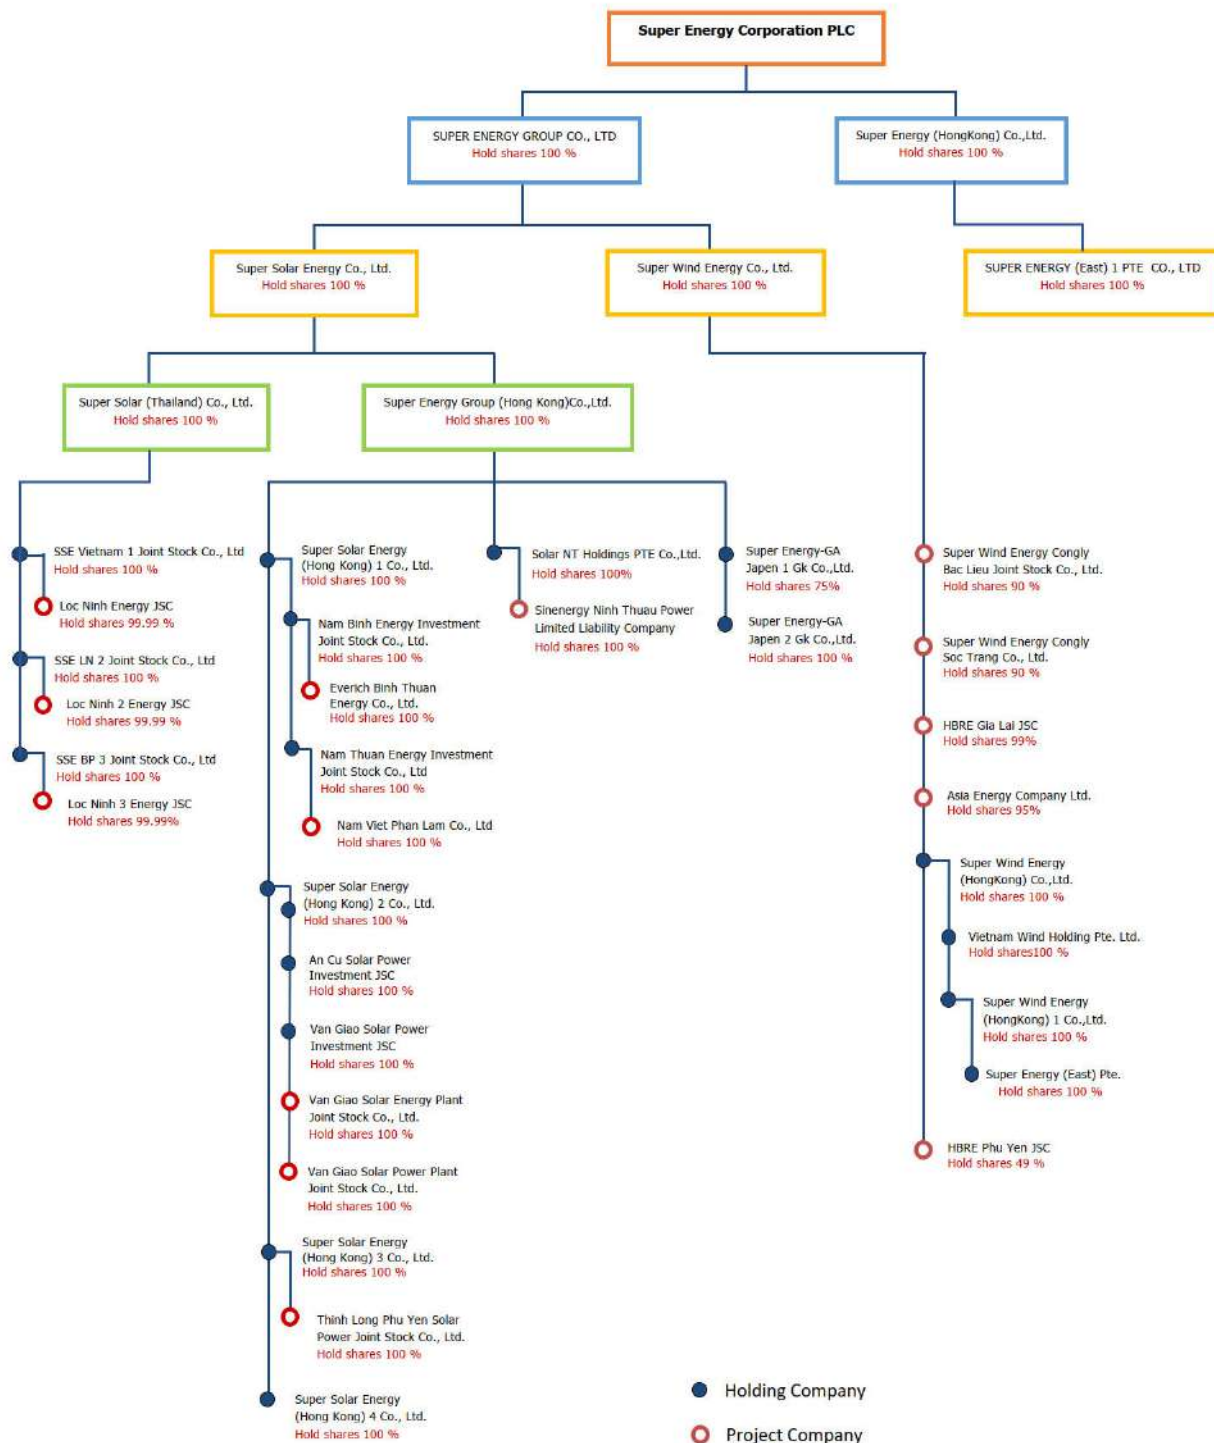 Super Energy Corporation PLC
SUPER ENERGY GROUP CO., LTD
Hold shares 100 %
Super Energy (HongKong) Co.,Ltd.
Hold shares 100 %
Super Solar Energy Co., Ltd.
Hold shares 100 %
Super Wind Energy Co., Ltd.
Hold shares 100 %
SUPER ENERGY (East) 1 PTE CO., LTD
Hold shares 100 %
Super Solar (Thailand) Co., Ltd.
Hold shares 100 %
Super Energy Group (Hong Kong)Co.,Ltd.
Hold shares 100 %
SSE Vietnam 1 Joint Stock Co., Ltd
Hold shares 100 %
Loc Ninh Energy JSC
Hold shares 99.99 %
SSE LN 2 Joint Stock Co., Ltd
Hold shares 100 %
Loc Ninh 2 Energy JSC
Hold shares 99.99 %
SSE BP 3 Joint Stock Co., Ltd
Hold shares 100 %
Loc Ninh 3 Energy JSC
Hold shares 99.99%
Super Solar Energy
(Hong Kong) 1 Co., Ltd.
Hold shares 100 %
Nam Binh Energy Investment
Joint Stock Co., Ltd.
Hold shares 100 %
Everich Binh Thuan
Energy Co., Ltd.
Hold shares 100 %
Nam Thuan Energy Investment
Joint Stock Co., Ltd
Hold shares 100 %
Nam Viet Phan Lam Co., Ltd
Hold shares 100 %
Super Solar Energy
(Hong Kong) 2 Co., Ltd.
Hold shares 100 %
An Cu Solar Power
Investment JSC
Hold shares 100 %
Van Giao Solar Power
Investment JSC
Hold shares 100 %
Van Giao Solar Energy Plant
Joint Stock Co., Ltd.
Hold shares 100 %
Van Giao Solar Power Plant
Joint Stock Co., Ltd.
Hold shares 100 %
Super Solar Energy
(Hong Kong) 3 Co., Ltd.
Hold shares 100 %
Thinh Long Phu Yen Solar
Power Joint Stock Co., Ltd.
Hold shares 100 %
Super Solar Energy
(Hong Kong) 4 Co., Ltd.
Hold shares 100 %
Solar NT Holdings PTE Co.,Ltd.
Hold shares 100%
Sinenergy Ninh Thuau Power
Limited Liability Company
Hold shares 100 %
Super Energy-GA
Japen 1 Gk Co.,Ltd.
Hold shares 75%
Super Energy-GA
Japen 2 Gk Co.,Ltd.
Hold shares 100 %
Super Wind Energy Congly
Bac Lieu Joint Stock Co., Ltd.
Hold shares 90 %
Super Wind Energy Congly
Soc Trang Co., Ltd.
Hold shares 90 %
HBRE Gia Lai JSC
Hold shares 99%
Asia Energy Company Ltd.
Hold shares 95%
Super Wind Energy
(HongKong) Co.,Ltd.
Hold shares 100 %
Vietnam Wind Holding Pte. Ltd.
Hold shares100 %
Super Wind Energy
(HongKong) 1 Co.,Ltd.
Hold shares 100 %
Super Energy (East) Pte.
Hold shares 100 %
HBRE Phu Yen JSC
Hold shares 49 %
Holding Company
Project Company